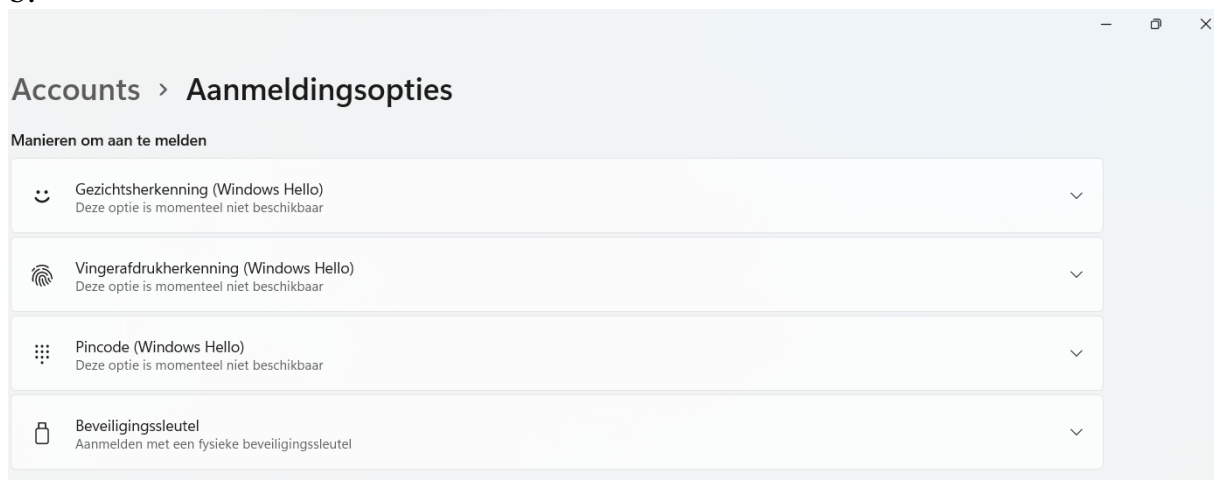 Accounts > Aanmeldingsopties
Manieren om aan te melden
Gezichtsherkenning (Windows Hello)
Deze optie is momenteel niet beschikbaar
Vingerafdrukherkenning (Windows Hello)
Deze optie is momenteel niet beschikbaar
Pincode (Windows Hello)
Deze optie is momenteel niet beschikbaar
Beveiligingssleutel
Aanmelden met een fysieke beveiligingssleutel